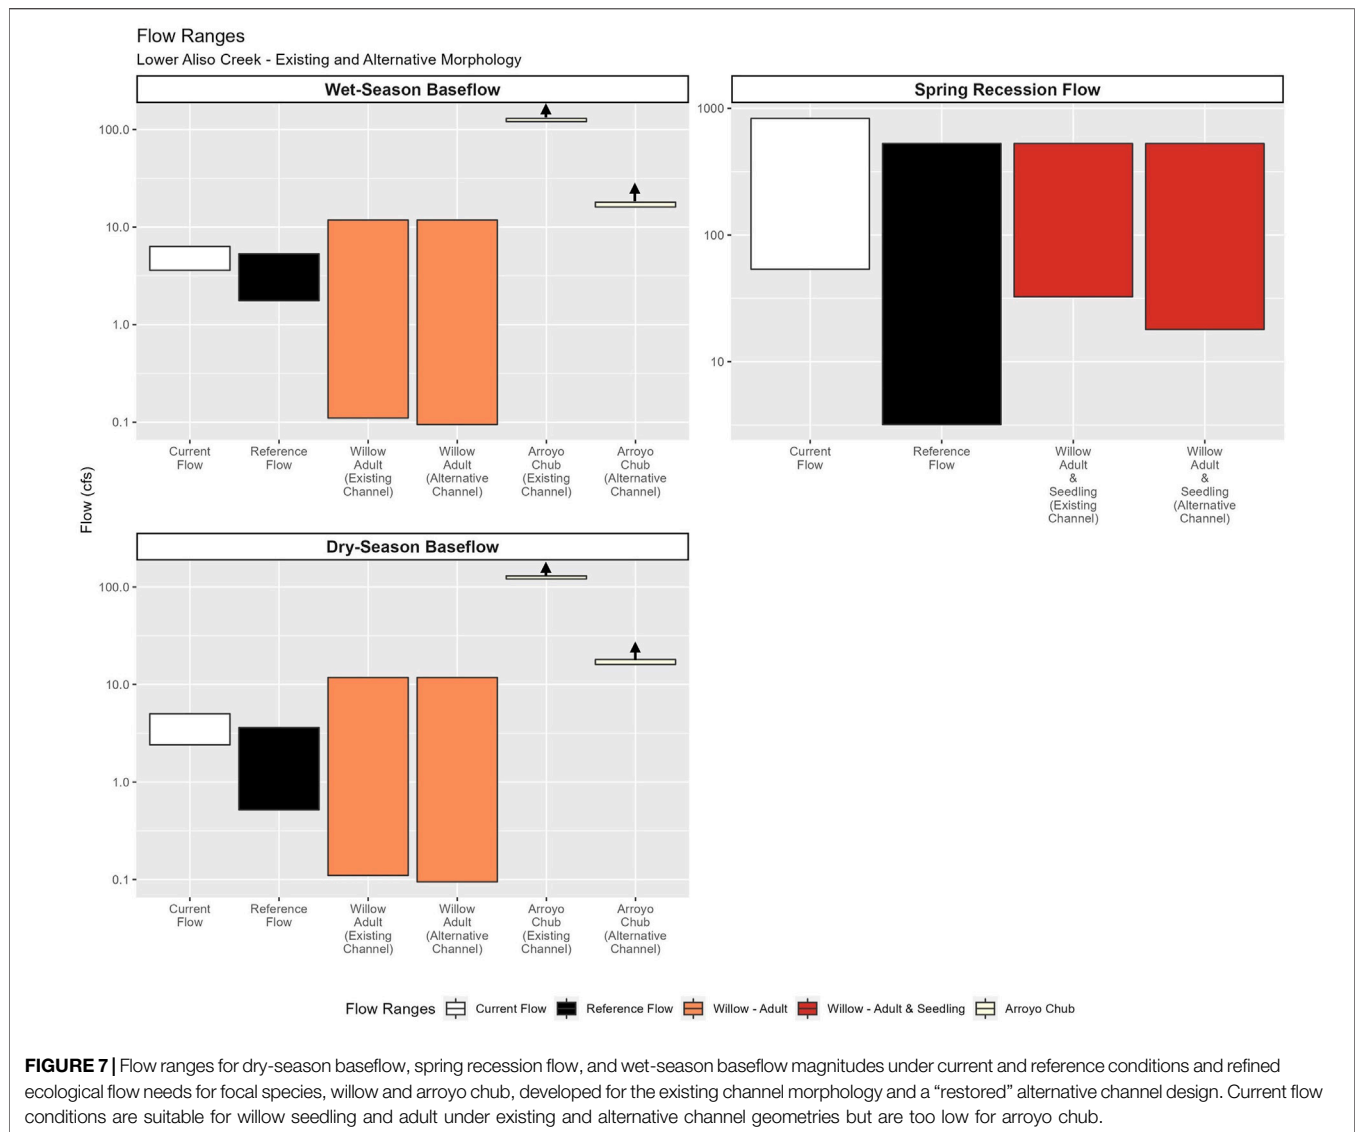 Flow Ranges
Lower Aliso Creek - Existing and Alternative Morphology
Wet-Season Baseflow
100.0
10.0
1.0
0.1
Current
Flow
Reference
Flow
Willow
Adult
(Existing
Channel)
Willow
Adult
(Alternative
Channel)
Arroyo
Chub
(Existing
Channel)
Arroyo
Chub
(Alternative
Channel)
Spring Recession Flow
1000
100
10
Current
Flow
Reference
Flow
Willow
Adult
&
Seedling
(Existing
Channel)
Willow
Adult
&
Seedling
(Alternative
Channel)
Flow (cfs)
Dry-Season Baseflow
100.0
10.0
1.0
0.1
Current
Flow
Reference
Flow
Willow
Adult
(Existing
Channel)
Willow
Adult
(Alternative
Channel)
Arroyo
Chub
(Existing
Channel)
Arroyo
Chub
(Alternative
Channel)
Flow Ranges Current Flow Reference Flow Willow - Adult Willow - Adult & Seedling Arroyo Chub
FIGURE 7 | Flow ranges for dry-season baseflow, spring recession flow, and wet-season baseflow magnitudes under current and reference conditions and refined
ecological flow needs for focal species, willow and arroyo chub, developed for the existing channel morphology and a “restored” alternative channel design. Current flow
conditions are suitable for willow seedling and adult under existing and alternative channel geometries but are too low for arroyo chub.